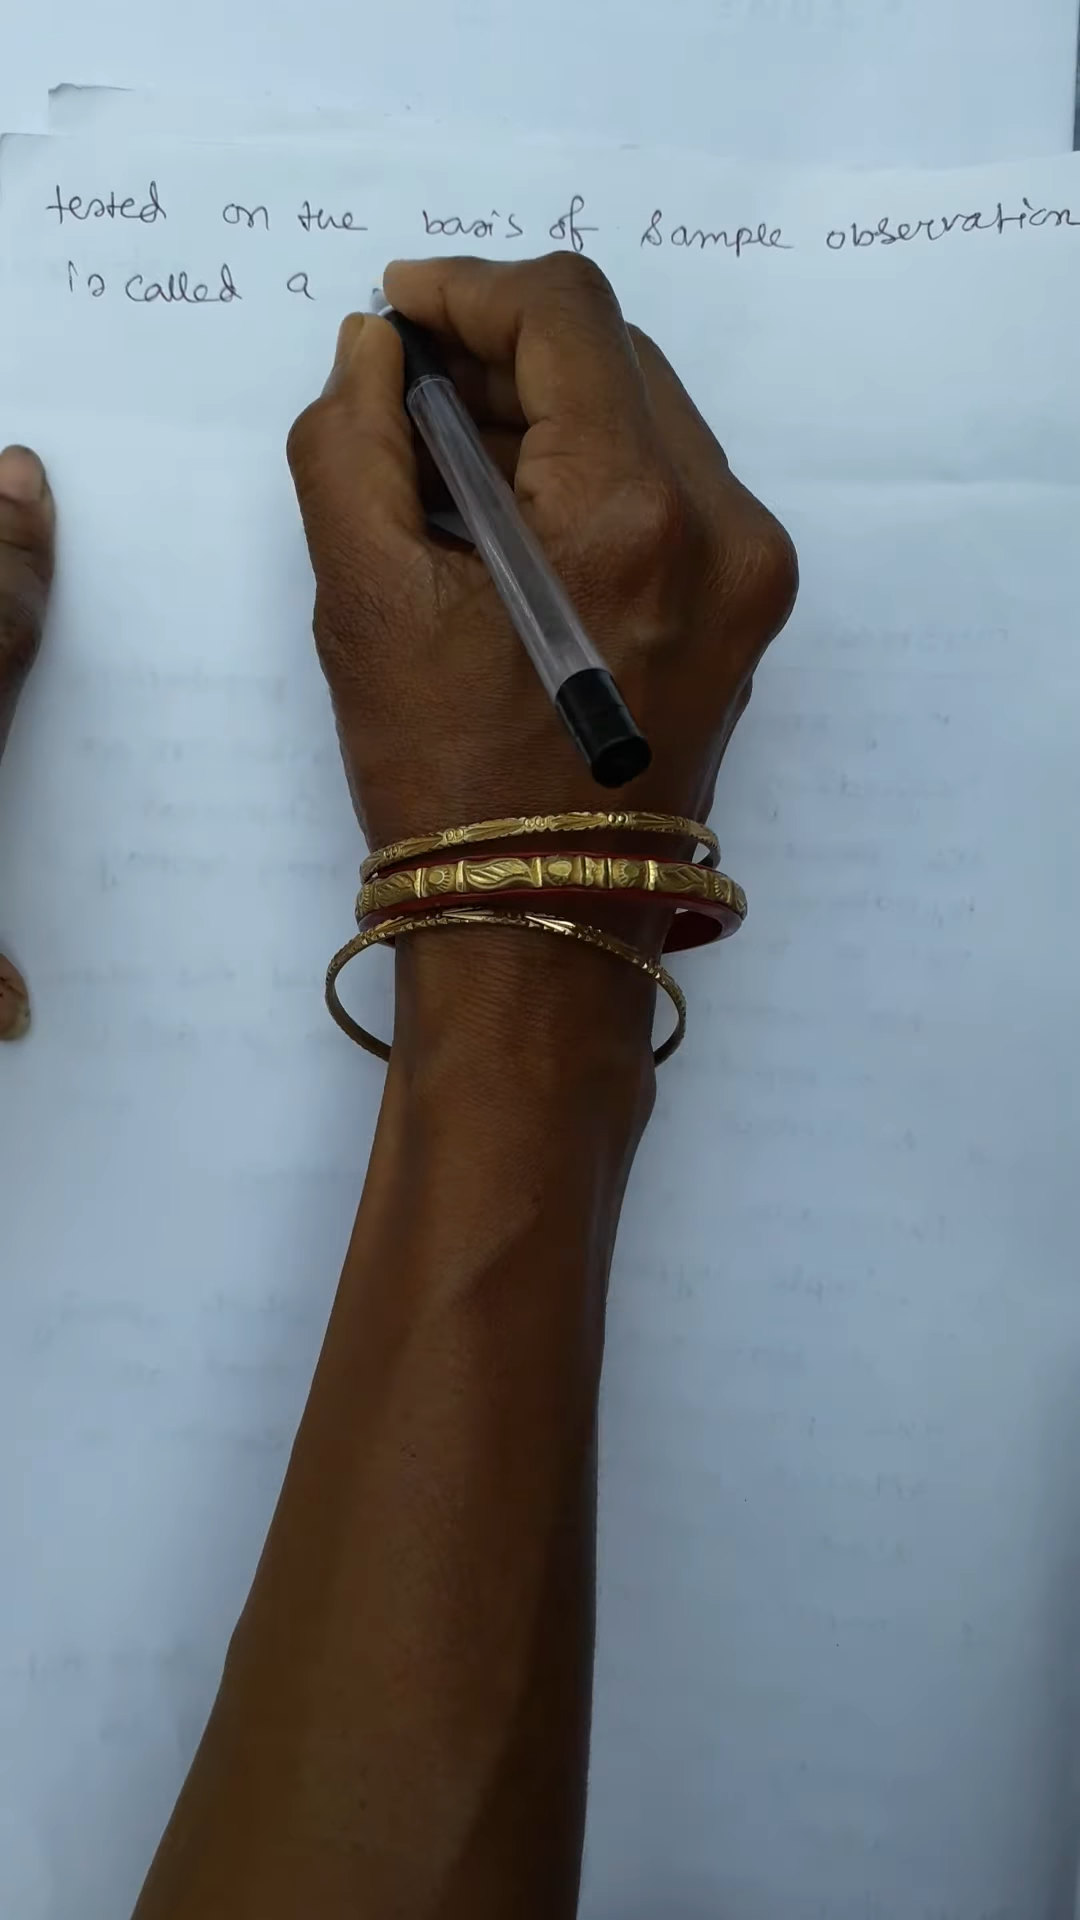 tested on the basis of sample observation
is called a